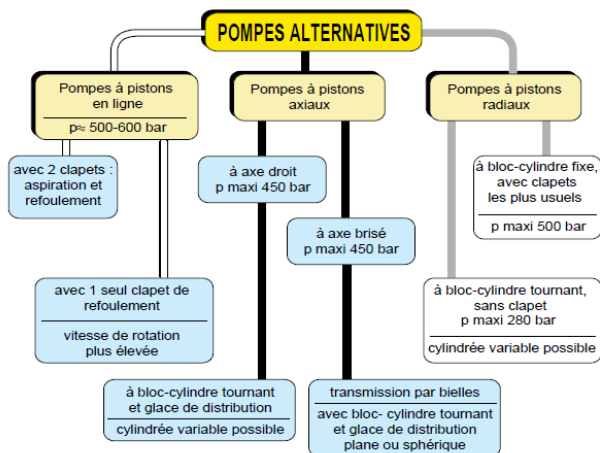 POMPES ALTERNATIVES
Pompes à pistons
en ligne
p≈ 500-600 bar
avec 2 clapets :
aspiration et
refoulement
avec 1 seul clapet de
refoulement
vitesse de rotation
plus élevée
Pompes à pistons
axiaux
à axe droit
p maxi 450 bar
à bloc-cylindre tournant
et glace de distribution
cylindrée variable possible
à axe brisé
p maxi 450 bar
transmission par bielles
avec bloc- cylindre tournant
et glace de distribution
plane ou sphérique
Pompes à pistons
radiaux
à bloc-cylindre fixe,
avec clapets
les plus usuels
p maxi 500 bar
à bloc-cylindre tournant,
sans clapet
p maxi 280 bar
cylindrée variable possible